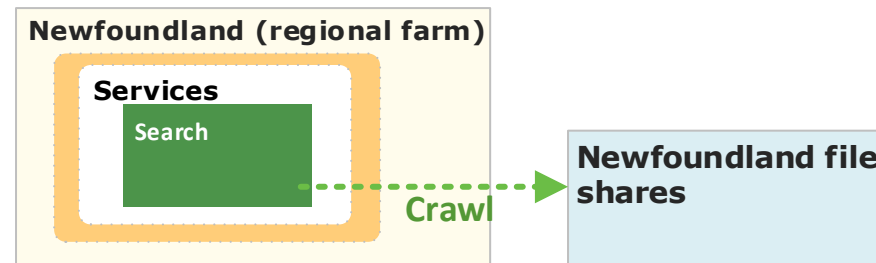 Newfoundland (regional farm)
Services
Search
Crawl
Newfoundland file
shares